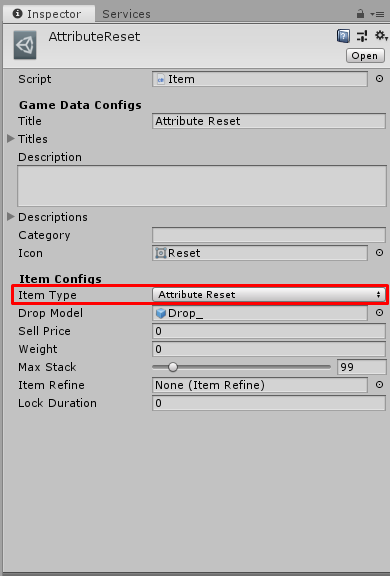 Inspector Services
AttributeReset
Open
Script Item
Game Data Configs
Title Attribute Reset
Titles
Description
Descriptions
Category
Icon Reset
Item Configs
Item Type Attribute Reset
Drop Model Drop_
Sell Price 0
Weight 0
Max Stack 99
Item Refine None (Item Refine)
Lock Duration 0